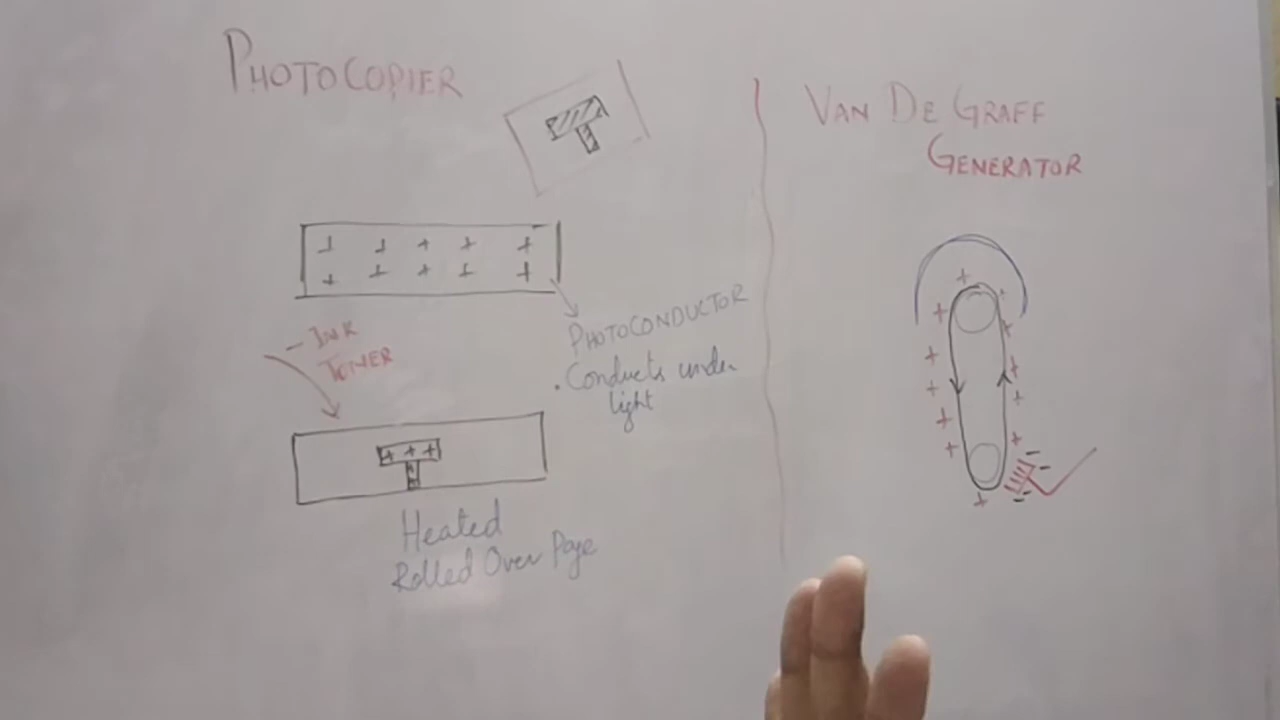 PHOTOCOPIER
+ + + + +
+ + + + +
- INK
TONER
PHOTOCONDUCTOR
. Conducts under
light
+ + +
+
Heated
Rolled Over Page
VAN DE GRAFF
GENERATOR